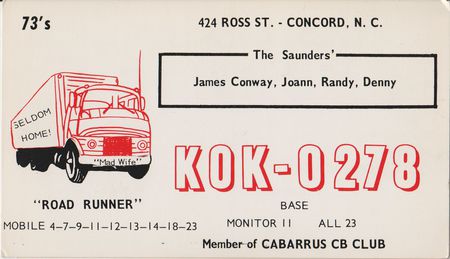 73's
424 ROSS ST. - CONCORD, N. C.
The Saunders'
James Conway, Joann, Randy, Denny
SELDOM
HOME!
"Mad Wife"
KOK-0278
"ROAD RUNNER"
BASE
MOBILE 4-7-9-11-12-13-14-18-23
MONITOR 11 ALL 23
Member of CABARRUS CB CLUB